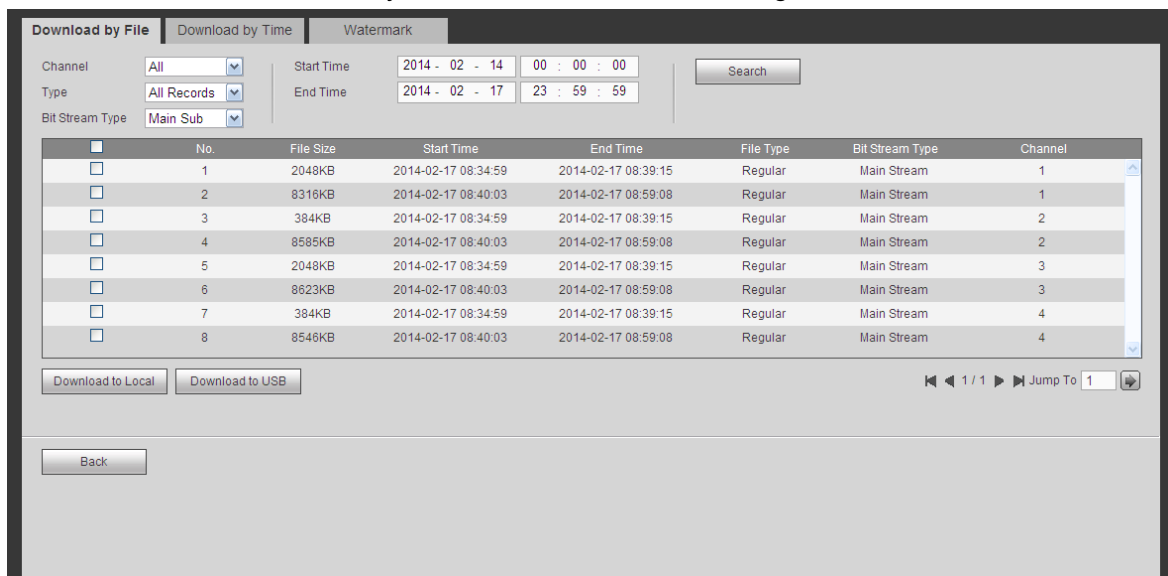 Download by File Download by Time Watermark
Channel All Start Time 2014 - 02 - 14 00 : 00 : 00 Search
Type All Records End Time 2014 - 02 - 17 23 : 59 : 59
Bit Stream Type Main Sub
No. File Size Start Time End Time File Type Bit Stream Type Channel
1 2048KB 2014-02-17 08:34:59 2014-02-17 08:39:15 Regular Main Stream 1
2 8316KB 2014-02-17 08:40:03 2014-02-17 08:59:08 Regular Main Stream 1
3 384KB 2014-02-17 08:34:59 2014-02-17 08:39:15 Regular Main Stream 2
4 8585KB 2014-02-17 08:40:03 2014-02-17 08:59:08 Regular Main Stream 2
5 2048KB 2014-02-17 08:34:59 2014-02-17 08:39:15 Regular Main Stream 3
6 8623KB 2014-02-17 08:40:03 2014-02-17 08:59:08 Regular Main Stream 3
7 384KB 2014-02-17 08:34:59 2014-02-17 08:39:15 Regular Main Stream 4
8 8546KB 2014-02-17 08:40:03 2014-02-17 08:59:08 Regular Main Stream 4
Download to Local Download to USB 1 / 1 Jump To 1
Back